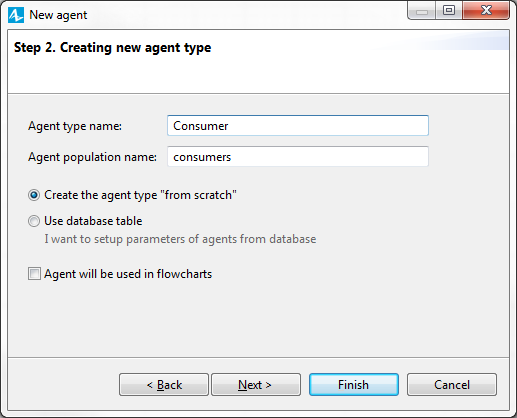 New agent
Step 2. Creating new agent type
Agent type name: Consumer
Agent population name: consumers
Create the agent type "from scratch"
Use database table
I want to setup parameters of agents from database
Agent will be used in flowcharts
< Back Next > Finish Cancel